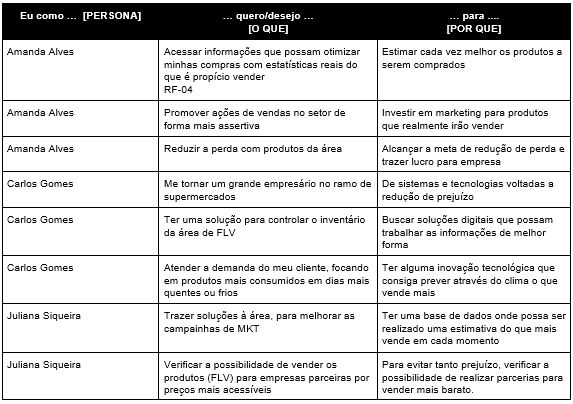 Eu como … [PERSONA]
… quero/desejo …
[O QUE]
… para ....
[POR QUE]
Amanda Alves
Acessar informações que possam otimizar
minhas compras com estatísticas reais do
que é propício vender
RF-04
Estimar cada vez melhor os produtos a
serem comprados
Amanda Alves
Promover ações de vendas no setor de
forma mais assertiva
Investir em marketing para produtos
que realmente irão vender
Amanda Alves
Reduzir a perda com produtos da área
Alcançar a meta de redução de perda e
trazer lucro para empresa
Carlos Gomes
Me tornar um grande empresário no ramo de
supermercados
De sistemas e tecnologias voltadas a
redução de prejuízo
Carlos Gomes
Ter uma solução para controlar o inventário
da área de FLV
Buscar soluções digitais que possam
trabalhar as informações de melhor
forma
Carlos Gomes
Atender a demanda do meu cliente, focando
em produtos mais consumidos em dias mais
quentes ou frios
Ter alguma inovação tecnológica que
consiga prever através do clima o que
vende mais
Juliana Siqueira
Trazer soluções à área, para melhorar as
campainhas de MKT
Ter uma base de dados onde possa ser
realizado uma estimativa do que mais
vende em cada momento
Juliana Siqueira
Verificar a possibilidade de vender os
produtos (FLV) para empresas parceiras por
preços mais acessíveis
Para evitar tanto prejuízo, verificar a
possibilidade de realizar parcerias para
vender mais barato.